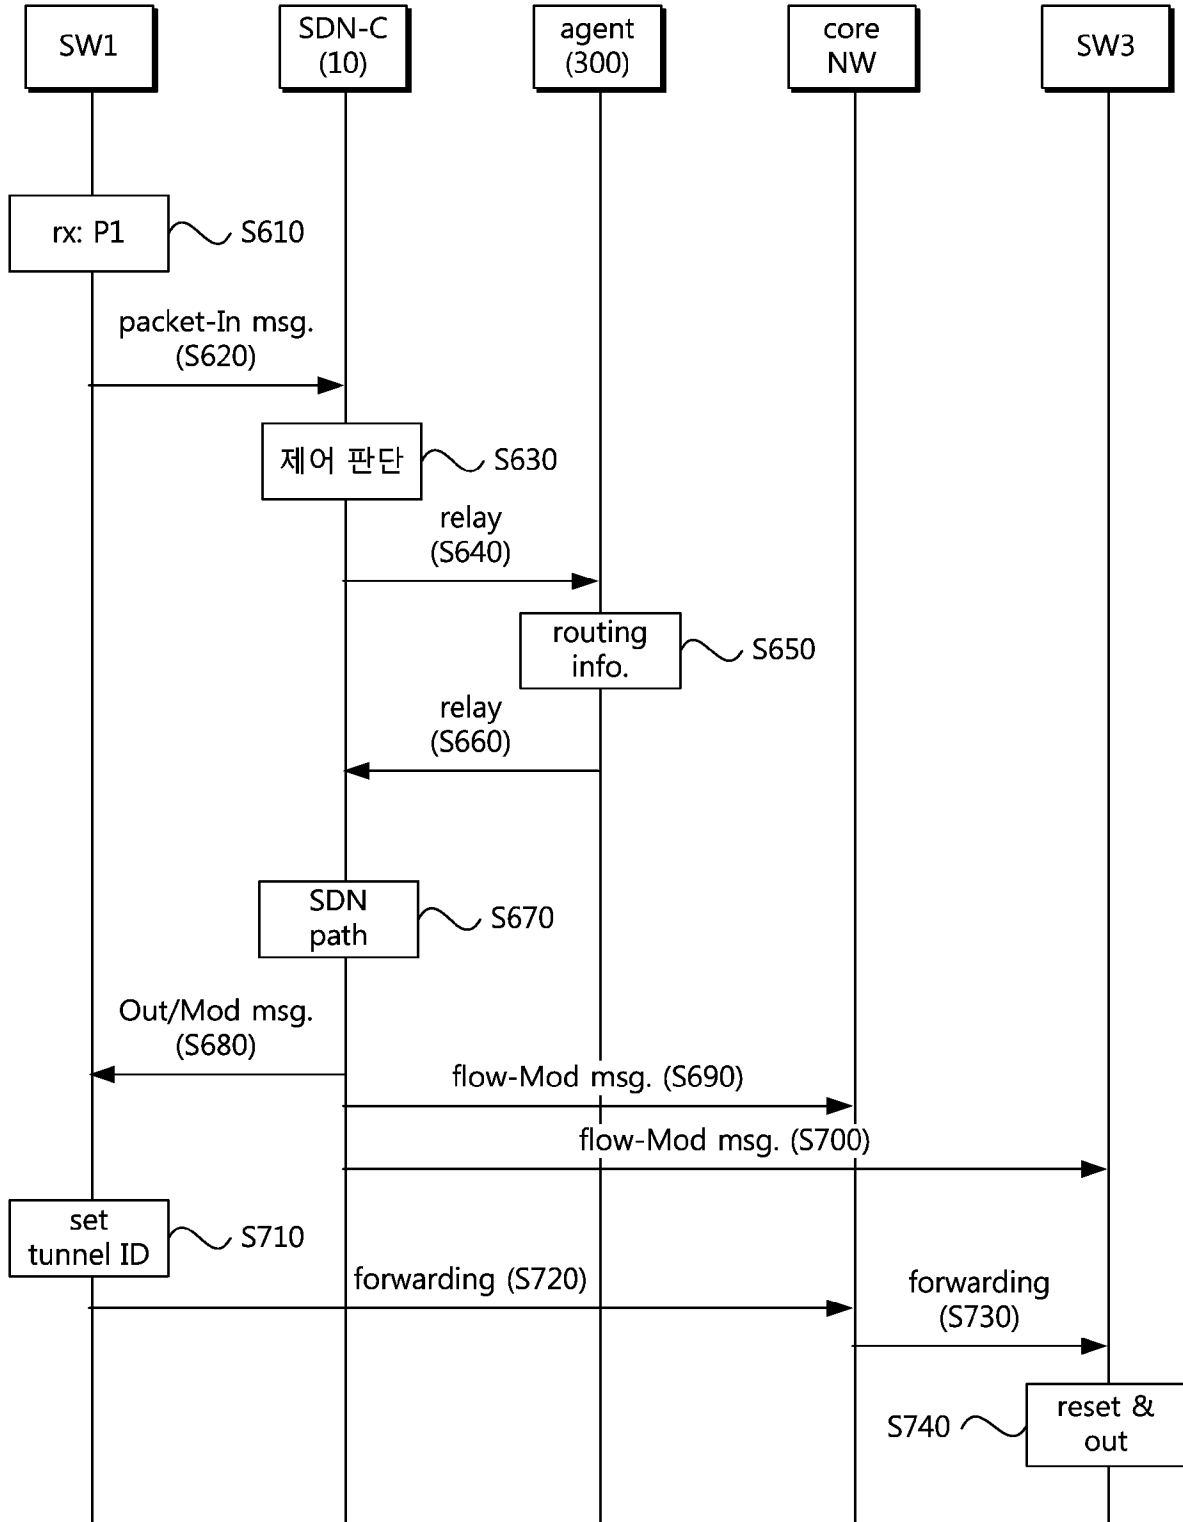 SW1
SDN-C
(10)
agent
(300)
core
NW
SW3
rx: P1
S610
packet-In msg.
(S620)
제어 판단
S630
relay
(S640)
routing
info.
S650
relay
(S660)
SDN
path
S670
Out/Mod msg.
(S680)
flow-Mod msg. (S690)
flow-Mod msg. (S700)
set
tunnel ID
S710
forwarding (S720)
forwarding
(S730)
reset &
out
S740